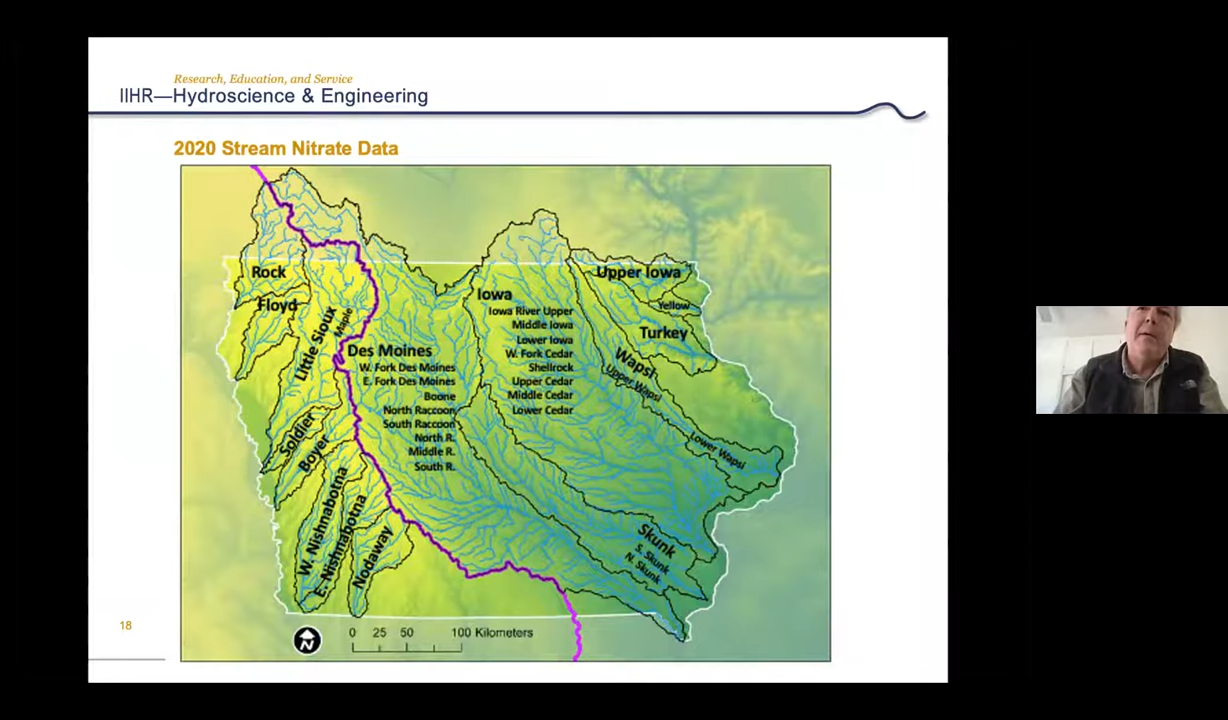 Research, Education, and Service
IIHR—Hydroscience & Engineering
2020 Stream Nitrate Data
Rock
Floyd
Little Sioux
Maple
Soldier
Boyer
W. Nishnabotna
E. Nishnabotna
Nodaway
Des Moines
W. Fork Des Moines
E. Fork Des Moines
Boone
North Raccoon
South Raccoon
North R.
Middle R.
South R.
Iowa
Iowa River Upper
Middle Iowa
Lower Iowa
W. Fork Cedar
Shellrock
Upper Cedar
Middle Cedar
Lower Cedar
Upper Iowa
Yellow
Turkey
Wapsi
Upper Wapsi
Lower Wapsi
Skunk
S. Skunk
N. Skunk
18
N
0 25 50 100 Kilometers